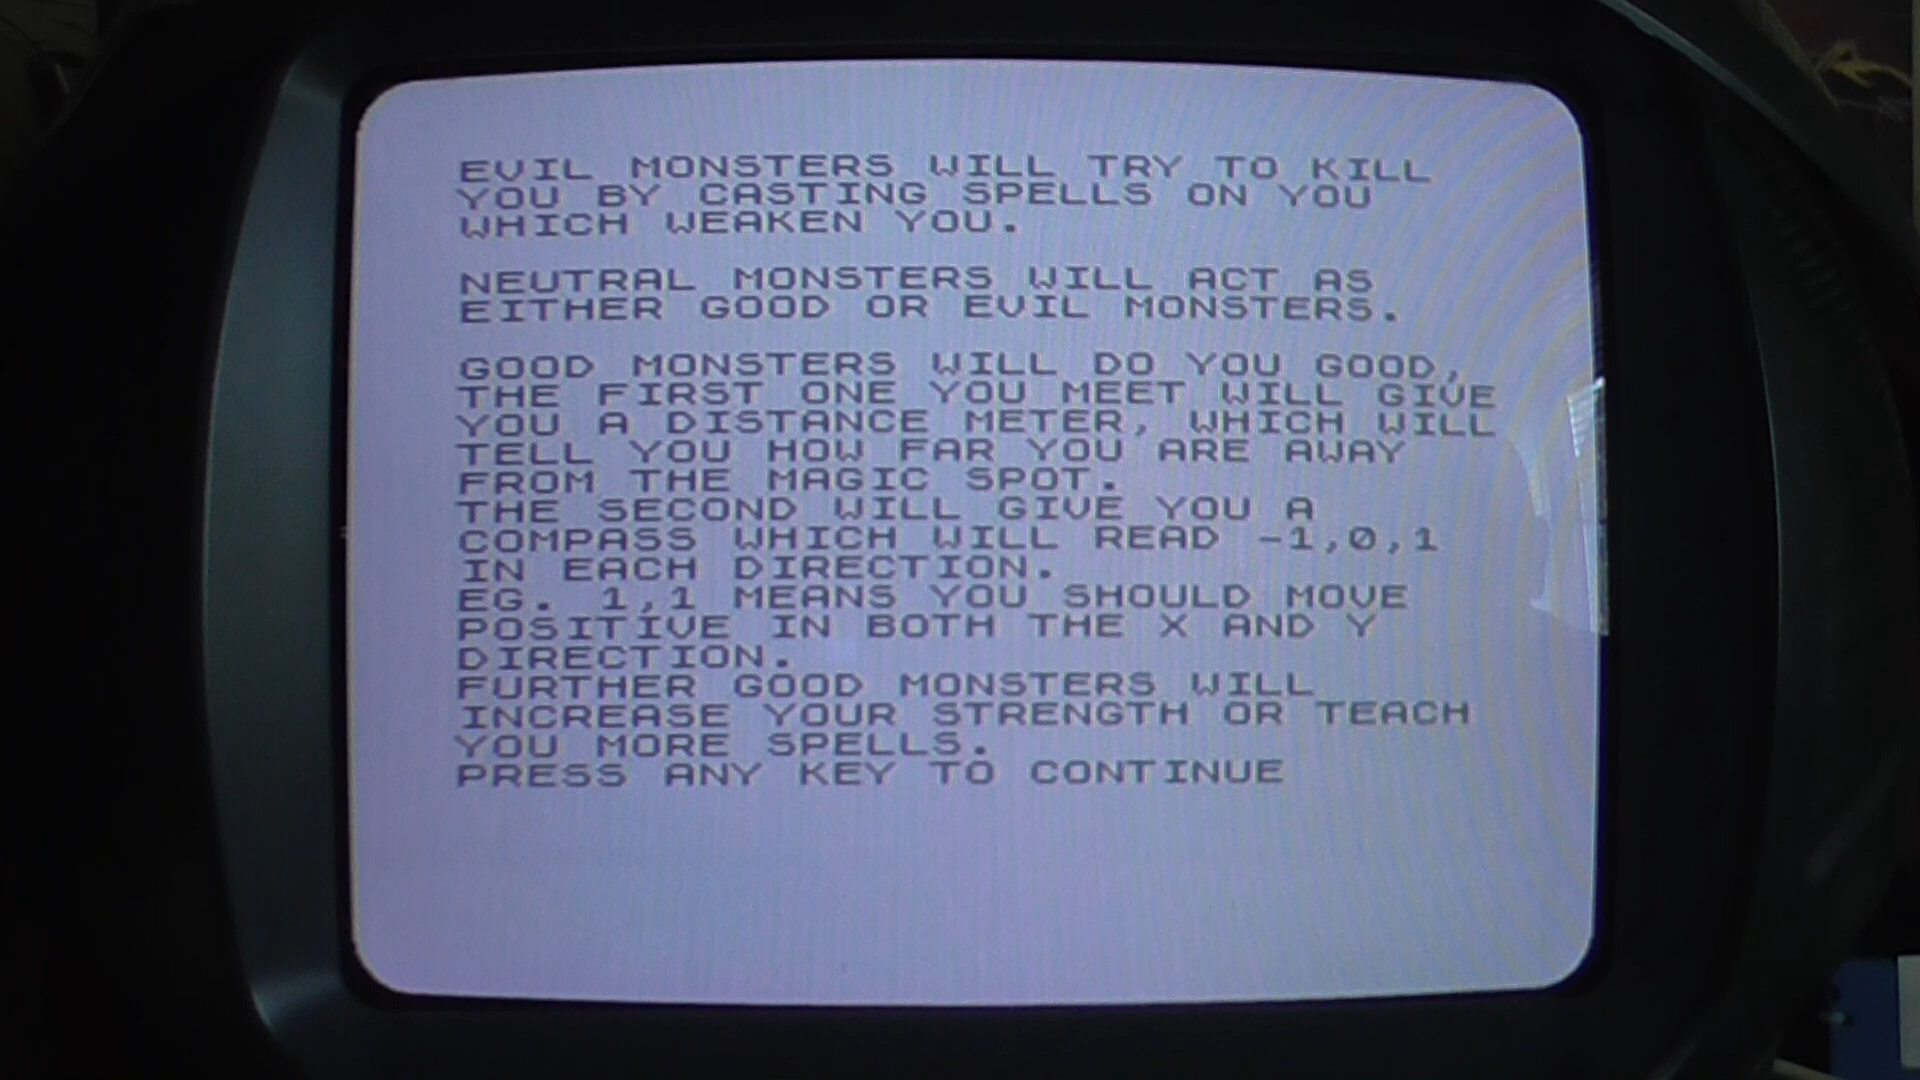 EVIL MONSTERS WILL TRY TO KILL
YOU BY CASTING SPELLS ON YOU
WHICH WEAKEN YOU.
NEUTRAL MONSTERS WILL ACT AS
EITHER GOOD OR EVIL MONSTERS.
GOOD MONSTERS WILL DO YOU GOOD,
THE FIRST ONE YOU MEET WILL GIVE
YOU A DISTANCE METER, WHICH WILL
TELL YOU HOW FAR YOU ARE AWAY
FROM THE MAGIC SPOT.
THE SECOND WILL GIVE YOU A
COMPASS WHICH WILL READ -1,0,1
IN EACH DIRECTION.
EG. 1,1 MEANS YOU SHOULD MOVE
POSITIVE IN BOTH THE X AND Y
DIRECTION.
FURTHER GOOD MONSTERS WILL
INCREASE YOUR STRENGTH OR TEACH
YOU MORE SPELLS.
PRESS ANY KEY TO CONTINUE